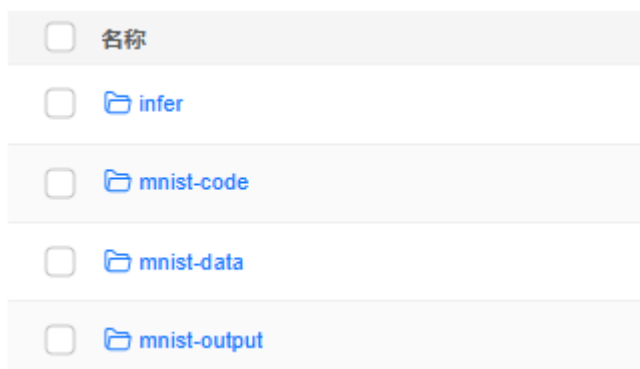 名称
infer
mnist-code
mnist-data
mnist-output